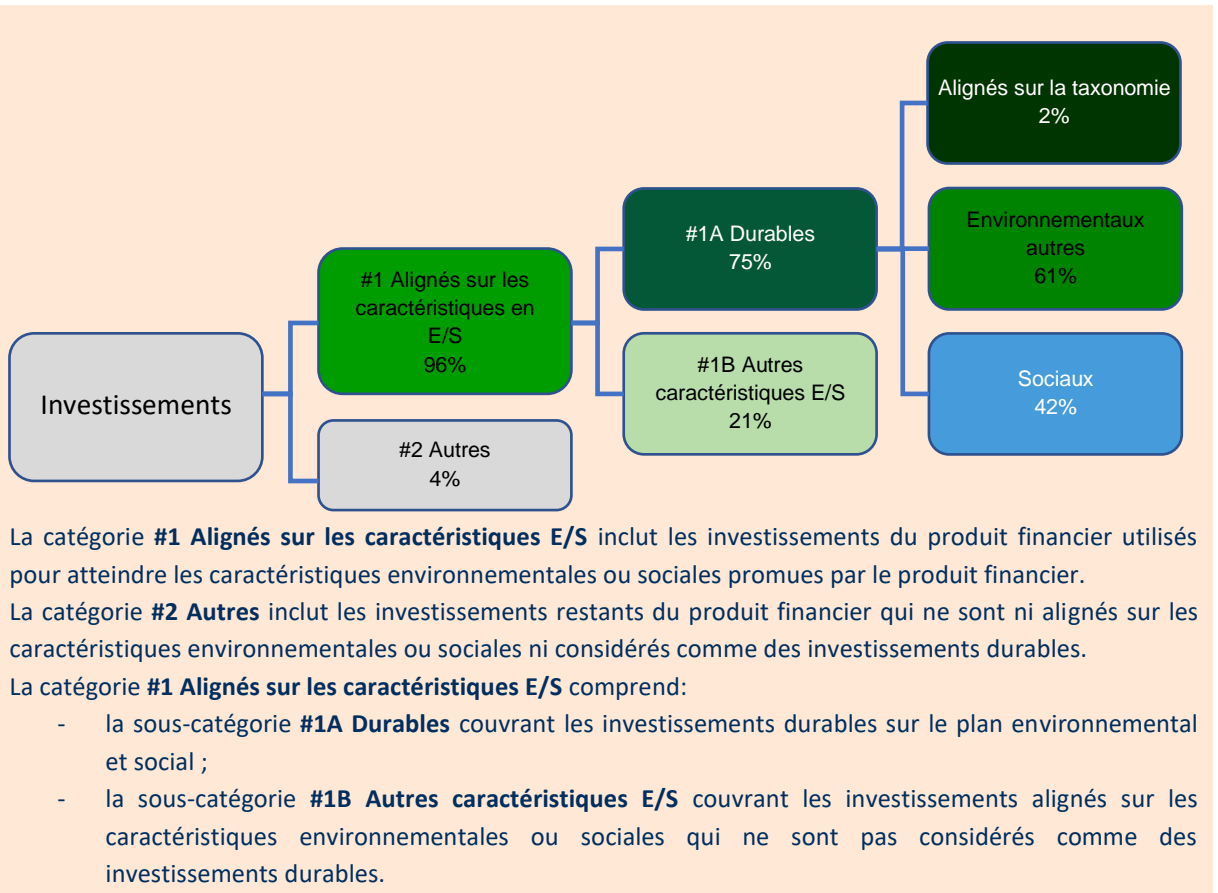 Investissements
#1 Alignés sur les
caractéristiques en
E/S
96%
#2 Autres
4%
#1A Durables
75%
#1B Autres
caractéristiques E/S
21%
Alignés sur la taxonomie
2%
Environnementaux
autres
61%
Sociaux
42%
La catégorie #1 Alignés sur les caractéristiques E/S inclut les investissements du produit financier utilisés
pour atteindre les caractéristiques environnementales ou sociales promues par le produit financier.
La catégorie #2 Autres inclut les investissements restants du produit financier qui ne sont ni alignés sur les
caractéristiques environnementales ou sociales ni considérés comme des investissements durables.
La catégorie #1 Alignés sur les caractéristiques E/S comprend:
- la sous-catégorie #1A Durables couvrant les investissements durables sur le plan environnemental
et social ;
- la sous-catégorie #1B Autres caractéristiques E/S couvrant les investissements alignés sur les
caractéristiques environnementales ou sociales qui ne sont pas considérés comme des
investissements durables.